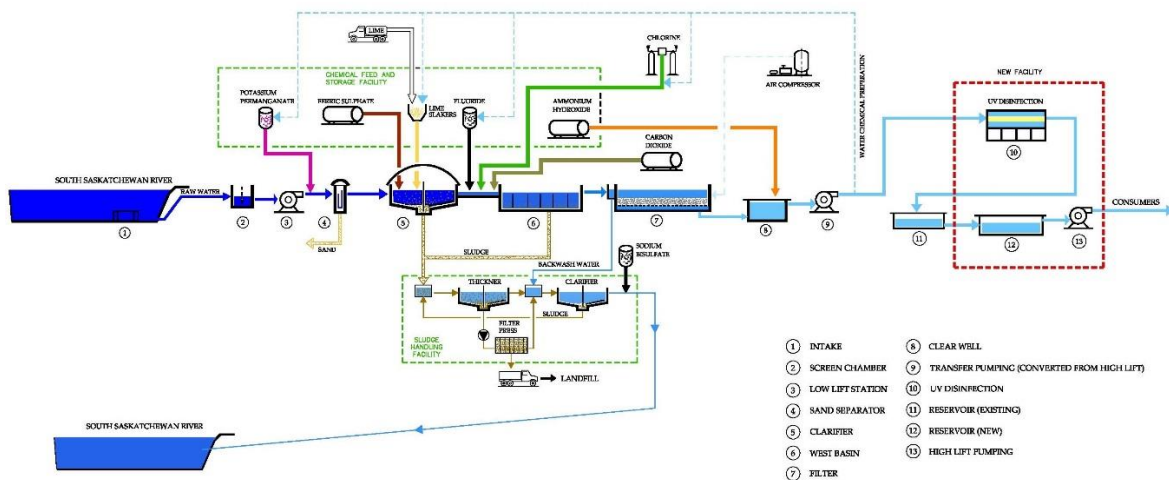 LIME
CHLORINE
CHEMICAL FEED AND
STORAGE FACILITY
POTASSIUM
PERMANGANATE
FERRIC SULPHATE
LIME
SLAKERS
FLUORIDE
AMMONIUM
HYDROXIDE
CARBON
DIOXIDE
AIR COMPRESSOR
WATER CHEMICAL PREPARATION
NEW FACILITY
UV DISINFECTION
10
SOUTH SASKATCHEWAN RIVER
RAW WATER
1
2
3
4
5
6
7
8
9
11
12
13
CONSUMERS
SAND
SLUDGE
BACKWASH WATER
SODIUM
BISULFATE
THICKNER
CLARIFIER
SLUDGE
FILTER
PRESS
SLUDGE
HANDLING
FACILITY
LANDFILL
SOUTH SASKATCHEWAN RIVER
1 INTAKE
2 SCREEN CHAMBER
3 LOW LIFT STATION
4 SAND SEPARATOR
5 CLARIFIER
6 WEST BASIN
7 FILTER
8 CLEAR WELL
9 TRANSFER PUMPING (CONVERTED FROM HIGH LIFT)
10 UV DISINFECTION
11 RESERVOIR (EXISTING)
12 RESERVOIR (NEW)
13 HIGH LIFT PUMPING